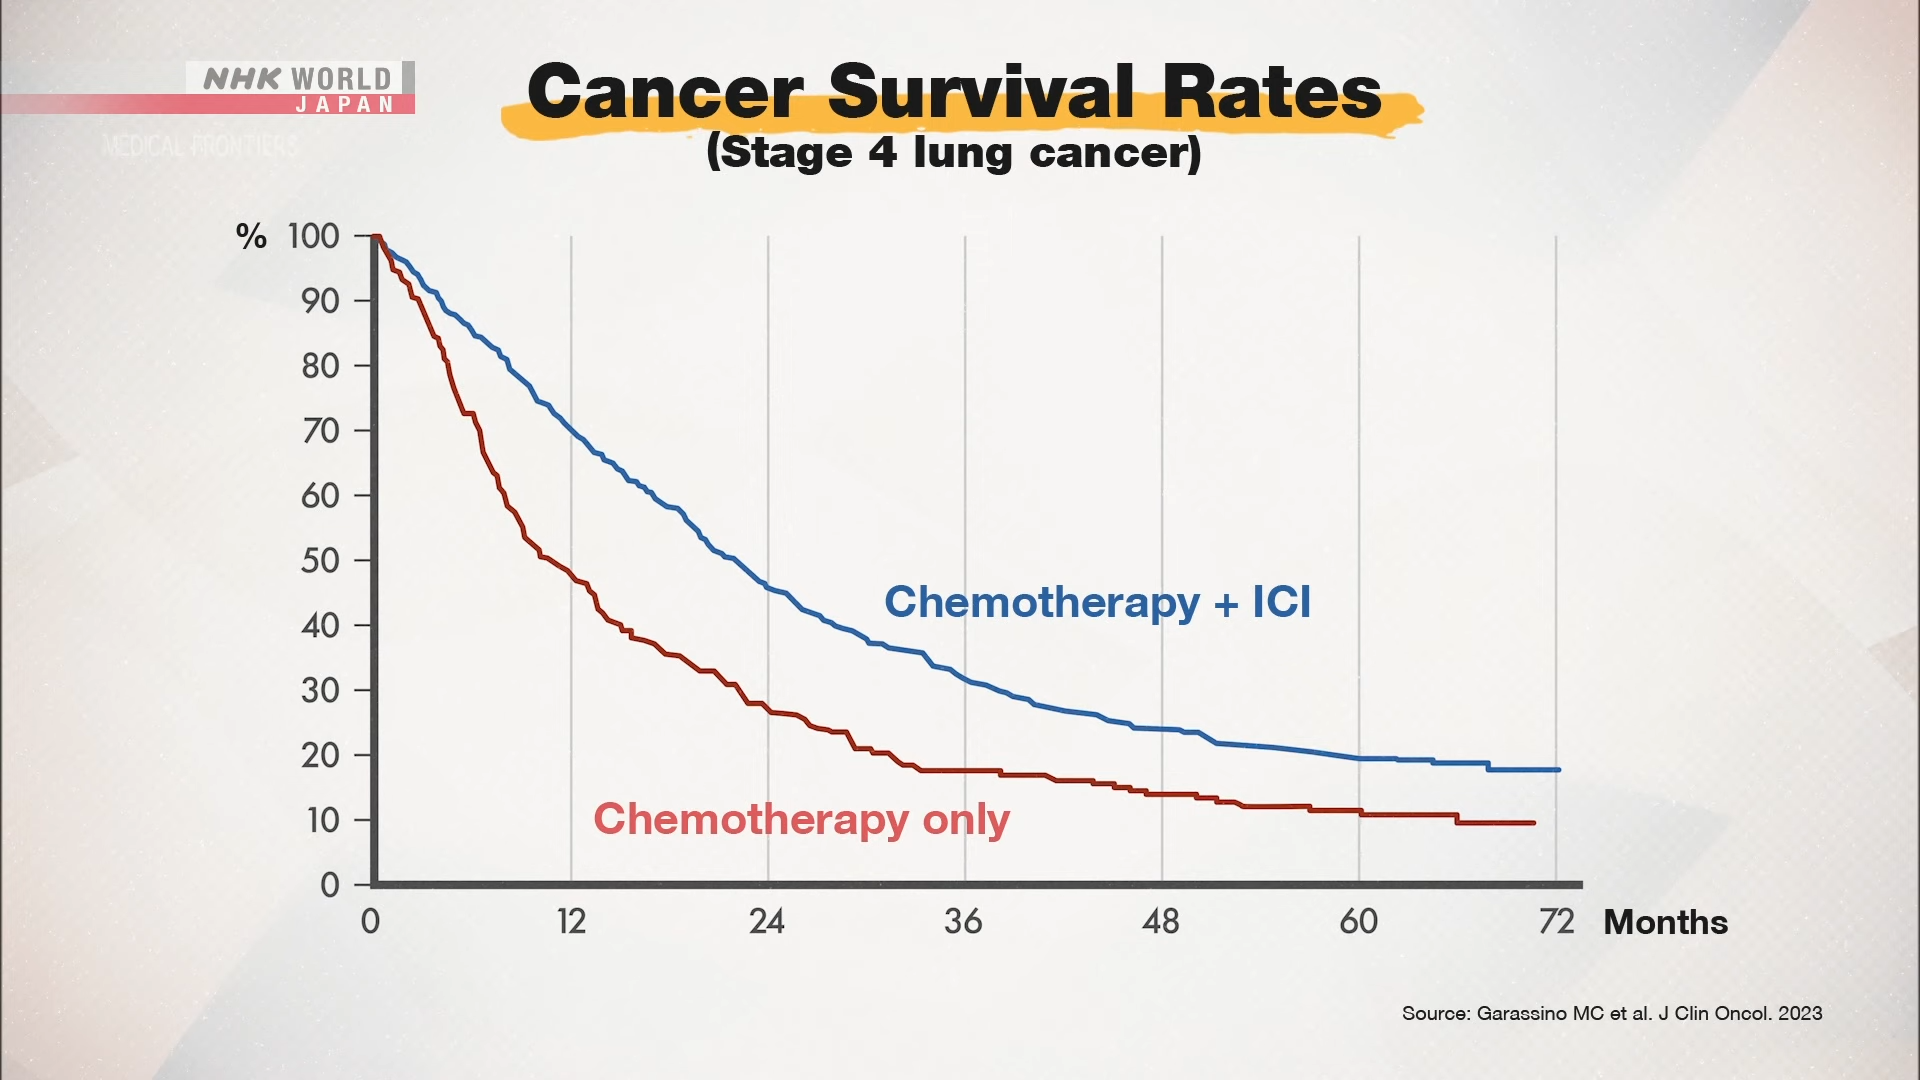 NHK WORLD
JAPAN
MEDICAL FRONTIERS
Cancer Survival Rates
(Stage 4 lung cancer)
% 100
90
80
70
60
50
40
30
20
10
0
Chemotherapy + ICI
Chemotherapy only
0 12 24 36 48 60 72 Months
Source: Garassino MC et al. J Clin Oncol. 2023